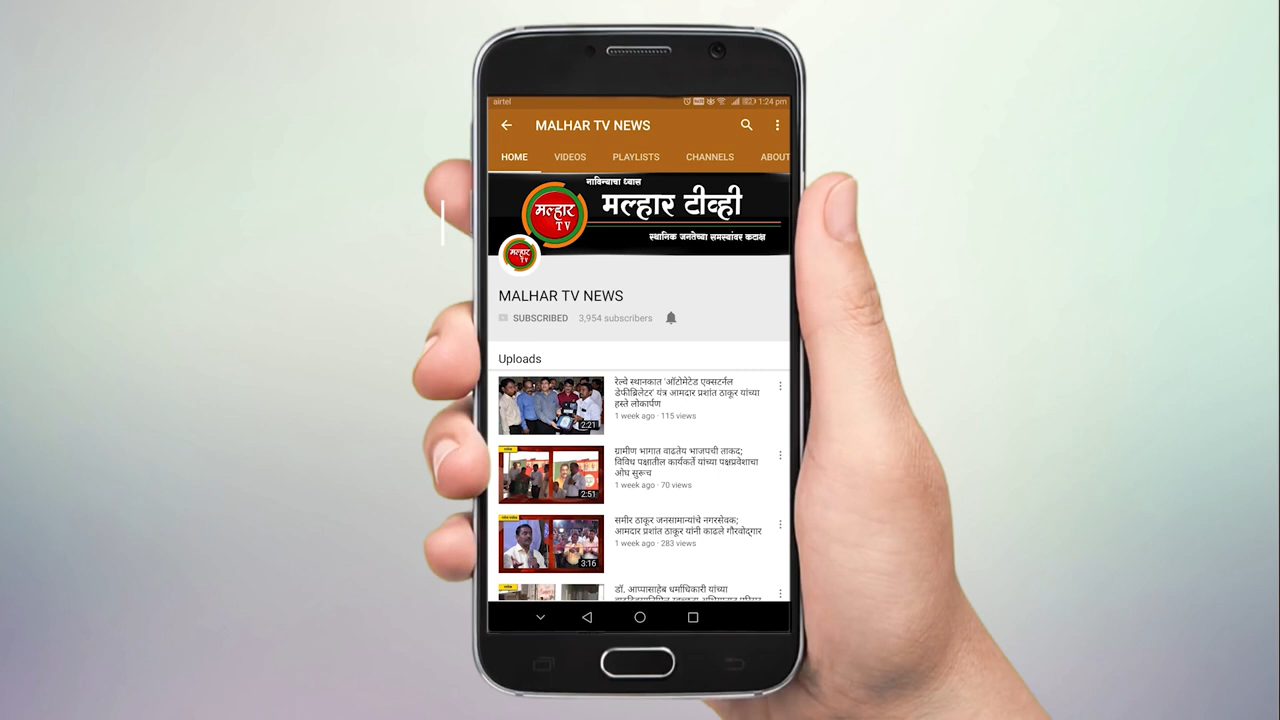 airtel
1:24 pm
MALHAR TV NEWS
HOME VIDEOS PLAYLISTS CHANNELS ABOUT
नाविन्याचा ध्यास
मल्हार TV
मल्हार टीव्ही
स्थानिक जनतेच्या समस्यांवर कटाक्ष
मल्हार TV
MALHAR TV NEWS
SUBSCRIBED 3,954 subscribers
Uploads
रेल्वे स्थानकात 'ऑटोमेटेड एक्सटर्नल
डेफीब्रिलेटर' यंत्र आमदार प्रशांत ठाकूर यांच्या
हस्ते लोकार्पण
1 week ago · 115 views
2:21
ग्रामीण भागात वाढतेय भाजपची ताकद;
विविध पक्षातील कार्यकर्ते यांच्या पक्षप्रवेशाचा
ओघ सुरूच
1 week ago · 70 views
2:51
समीर ठाकूर जनसामान्यांचे नगरसेवक;
आमदार प्रशांत ठाकूर यांनी काढले गौरवोद्गार
1 week ago · 283 views
3:16
डॉ. आप्पासाहेब धर्माधिकारी यांच्या